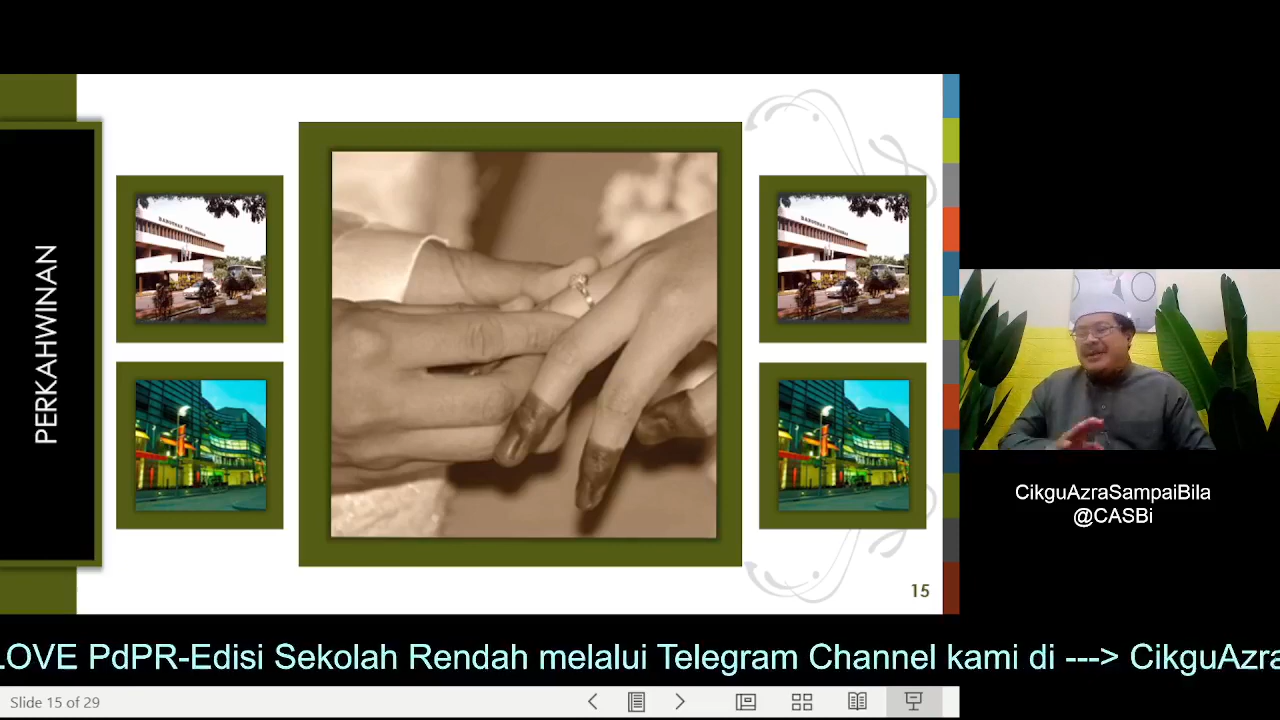 PERKAHWINAN
15
CikguAzraSampaiBila
@CASBi
LOVE PdPR-Edisi Sekolah Rendah melalui Telegram Channel kami di ---> CikguAzra
Slide 15 of 29